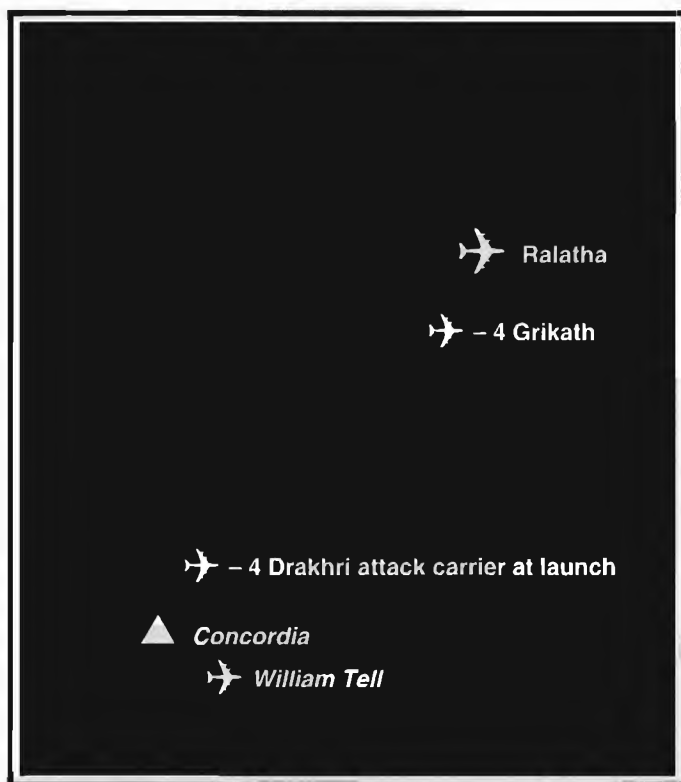 Ralatha
– 4 Grikath
– 4 Drakhri attack carrier at launch
Concordia
William Tell